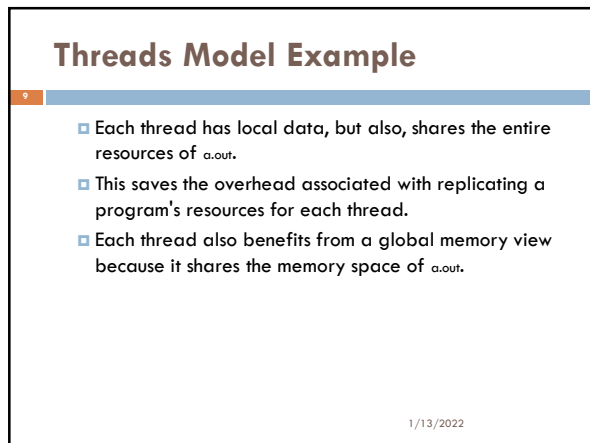 Threads Model Example
9
Each thread has local data, but also, shares the entire
resources of a.out.
This saves the overhead associated with replicating a
program's resources for each thread.
Each thread also benefits from a global memory view
because it shares the memory space of a.out.
1/13/2022